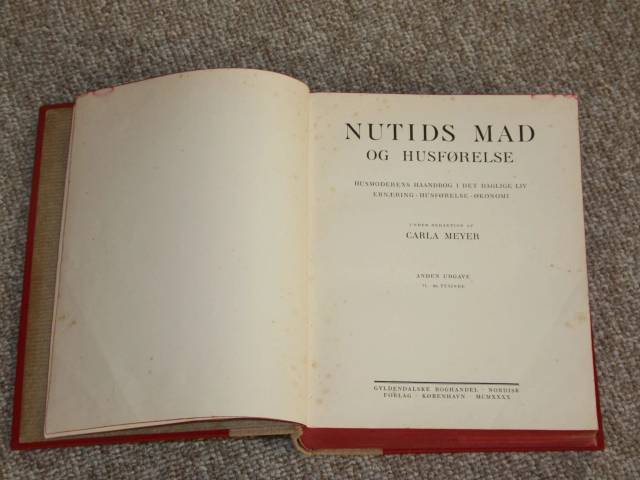 NUTIDS MAD
OG HUSFØRELSE
HUSMODERENS HAANDBOG I DET DAGLIGE LIV
ERNÆRING · HUSFØRELSE · ØKONOMI
UNDER REDAKTION AF
CARLA MEYER
ANDEN UDGAVE
TUSINDE
GYLDENDALSKE BOGHANDEL · NORDISK
FORLAG · KØBENHAVN · MCMXXXX